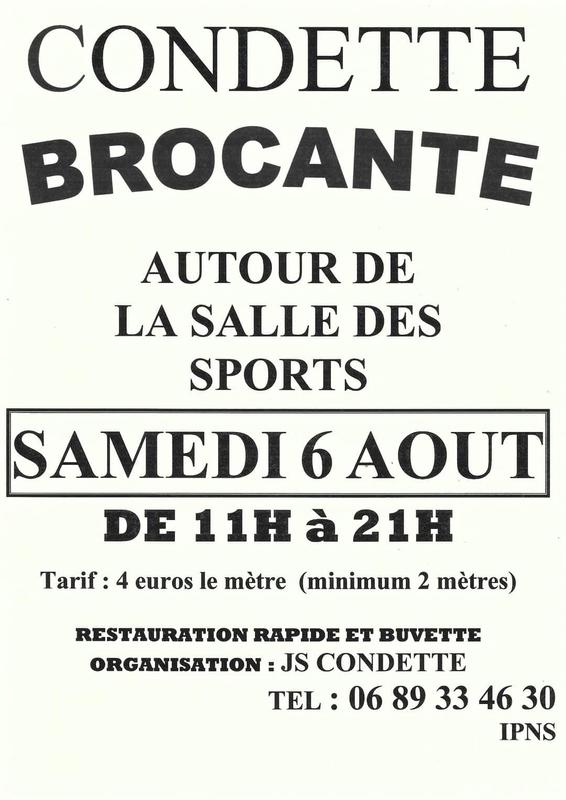 CONDETTE
BROCANTE
AUTOUR DE
LA SALLE DES
SPORTS
SAMEDI 6 AOUT
DE 11H à 21H
Tarif : 4 euros le mètre (minimum 2 mètres)
RESTAURATION RAPIDE ET BUVETTE
ORGANISATION : JS CONDETTE
TEL : 06 89 33 46 30
IPNS